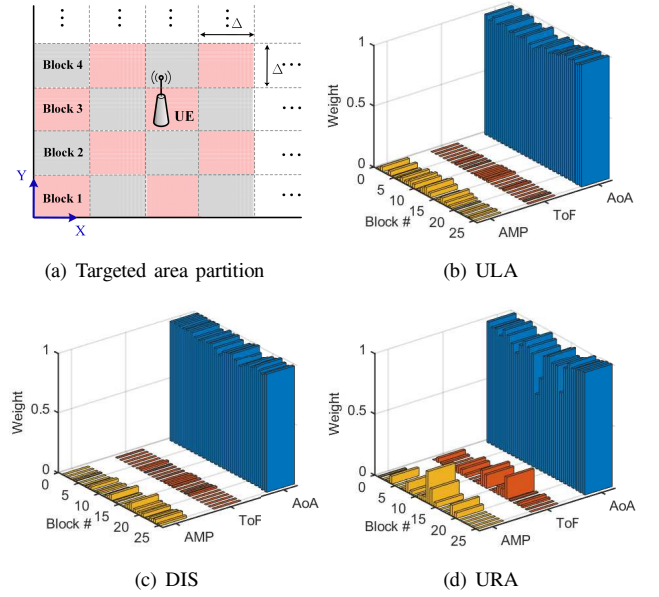 Δ
Block 4
Δ
Block 3
UE
Block 2
Y
Block 1
X
(a) Targeted area partition
1
0.5
0
Weight
0
5
10
15
20
25
Block #
AMP
ToF
AoA
(b) ULA
1
0.5
0
Weight
0
5
10
15
20
25
Block #
AMP
ToF
AoA
(c) DIS
1
0.5
0
Weight
0
5
10
15
20
25
Block #
AMP
ToF
AoA
(d) URA